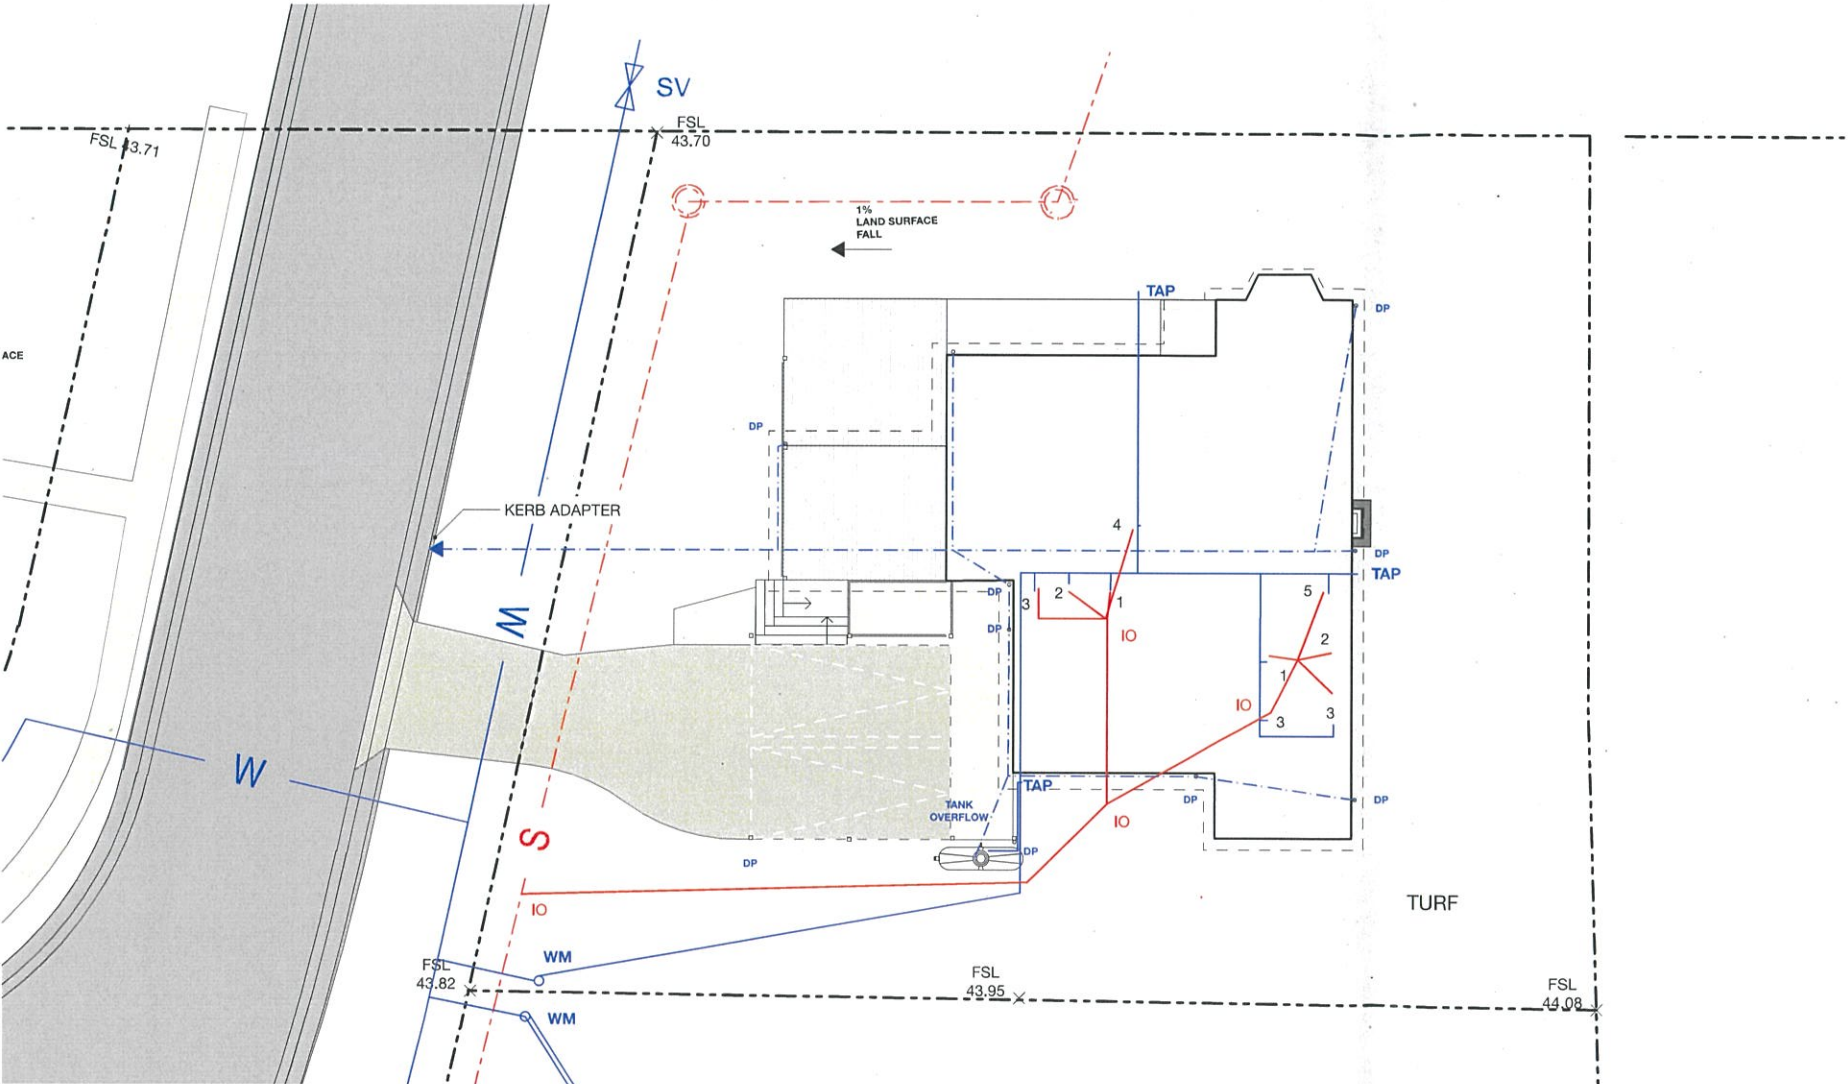 SV
FSL
43.70
FSL 43.71
1%
LAND SURFACE
FALL
TAP
DP
ACE
DP
KERB ADAPTER
4
DP
TAP
DP
3
2
1
5
DP
IO
2
W
1
IO
3
3
W
TAP
DP
DP
TANK
OVERFLOW
IO
S
DP
DP
TURF
IO
WM
FSL
43.82
FSL
43.95
FSL
44.08
WM